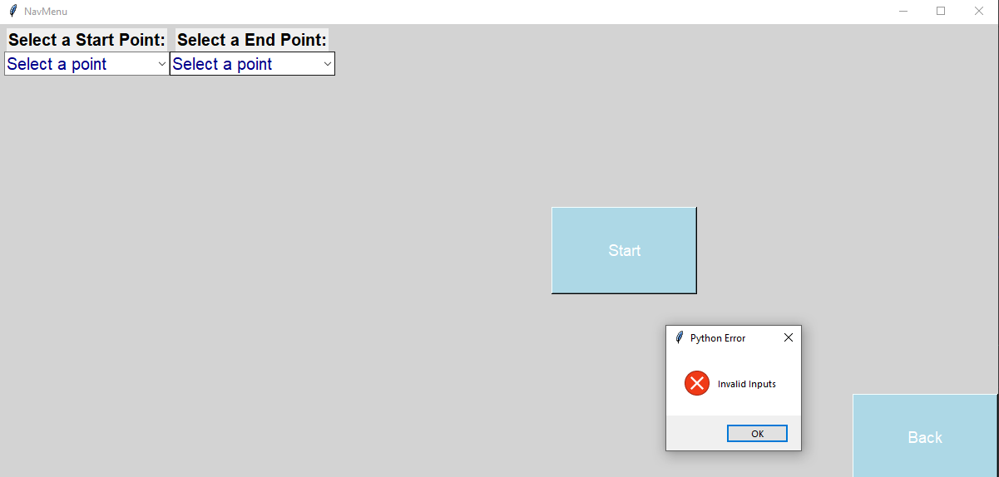 NavMenu
Select a Start Point: Select a End Point:
Select a point Select a point
Start
Python Error
Invalid Inputs
OK
Back